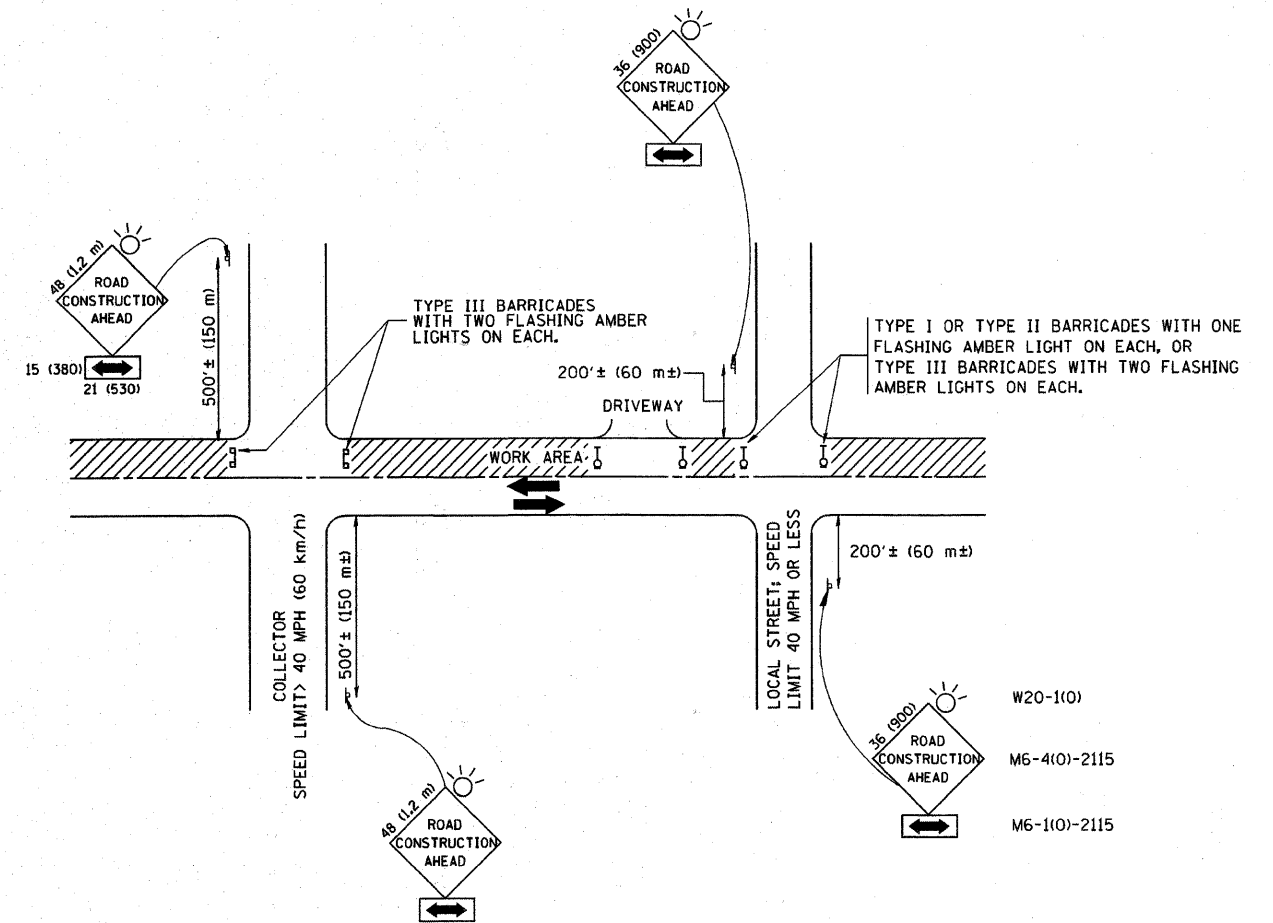 36 (900)
ROAD
CONSTRUCTION
AHEAD
48 (1.2 m)
ROAD
CONSTRUCTION
AHEAD
15 (380)
21 (530)
500'± (150 m)
TYPE III BARRICADES
WITH TWO FLASHING AMBER
LIGHTS ON EACH.
200'± (60 m±)
DRIVEWAY
TYPE I OR TYPE II BARRICADES WITH ONE
FLASHING AMBER LIGHT ON EACH, OR
TYPE III BARRICADES WITH TWO FLASHING
AMBER LIGHTS ON EACH.
WORK AREA
COLLECTOR
SPEED LIMIT> 40 MPH (60 km/h)
500'± (150 m±)
LOCAL STREET; SPEED
LIMIT 40 MPH OR LESS
200'± (60 m±)
36 (900)
ROAD
CONSTRUCTION
AHEAD
W20-1(O)
M6-4(O)-2115
M6-1(O)-2115
48 (1.2 m)
ROAD
CONSTRUCTION
AHEAD